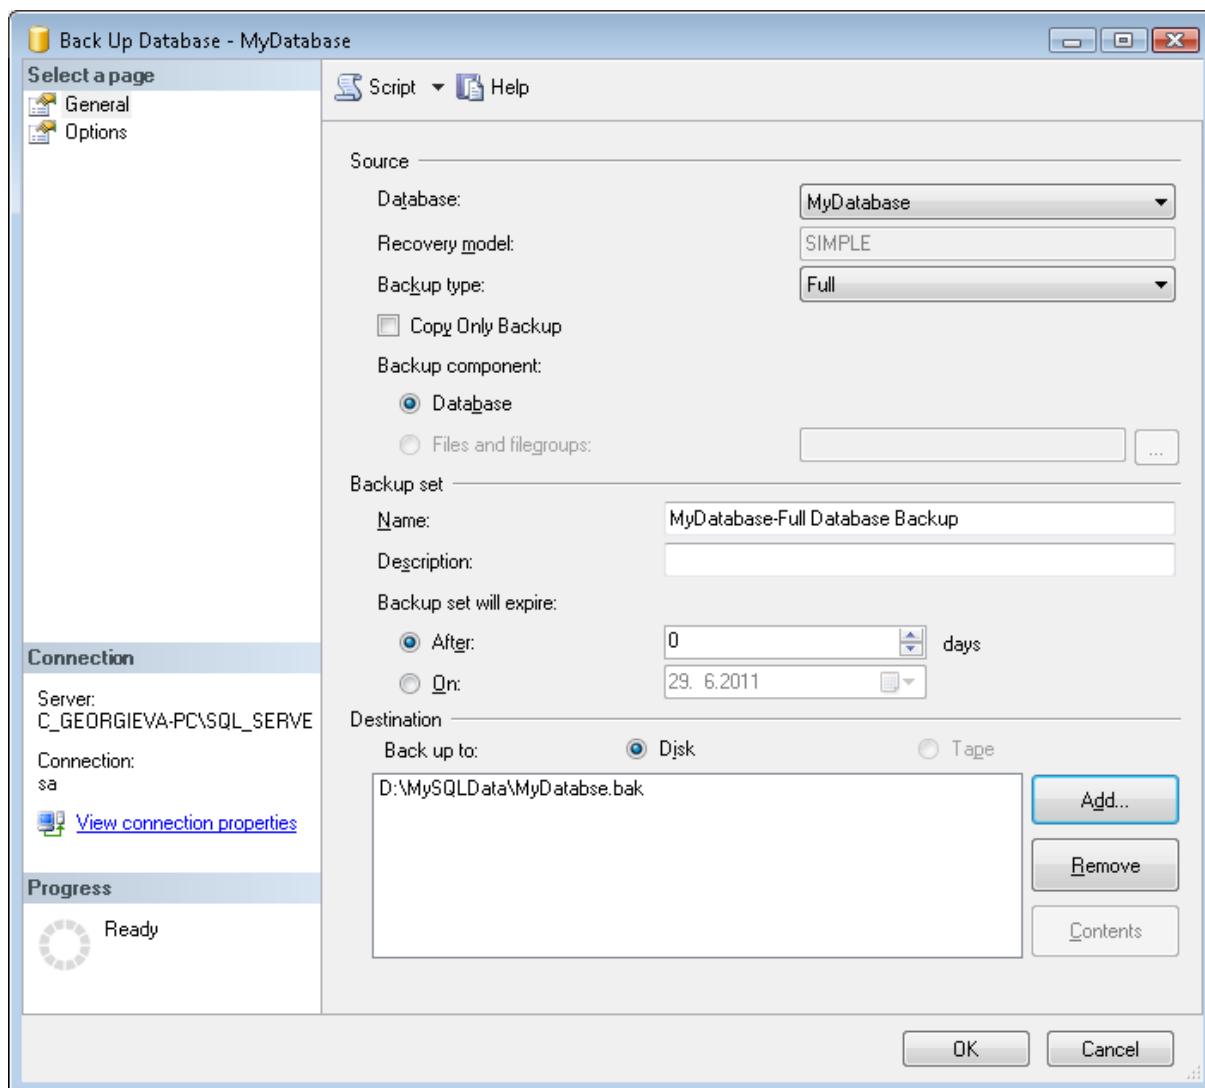 Back Up Database - MyDatabase
Select a page
General
Options
Script
Help
Source
Database:
MyDatabase
Recovery model:
SIMPLE
Backup type:
Full
Copy Only Backup
Backup component:
Database
Files and filegroups:
...
Backup set
Name:
MyDatabase-Full Database Backup
Description:
Backup set will expire:
After:
0
days
On:
29. 6.2011
Destination
Back up to:
Disk
Tape
D:\MySQLData\MyDatabse.bak
Add...
Remove
Contents
Connection
Server:
C_GEORGIEVA-PC\SQL_SERVE
Connection:
sa
View connection properties
Progress
Ready
OK
Cancel